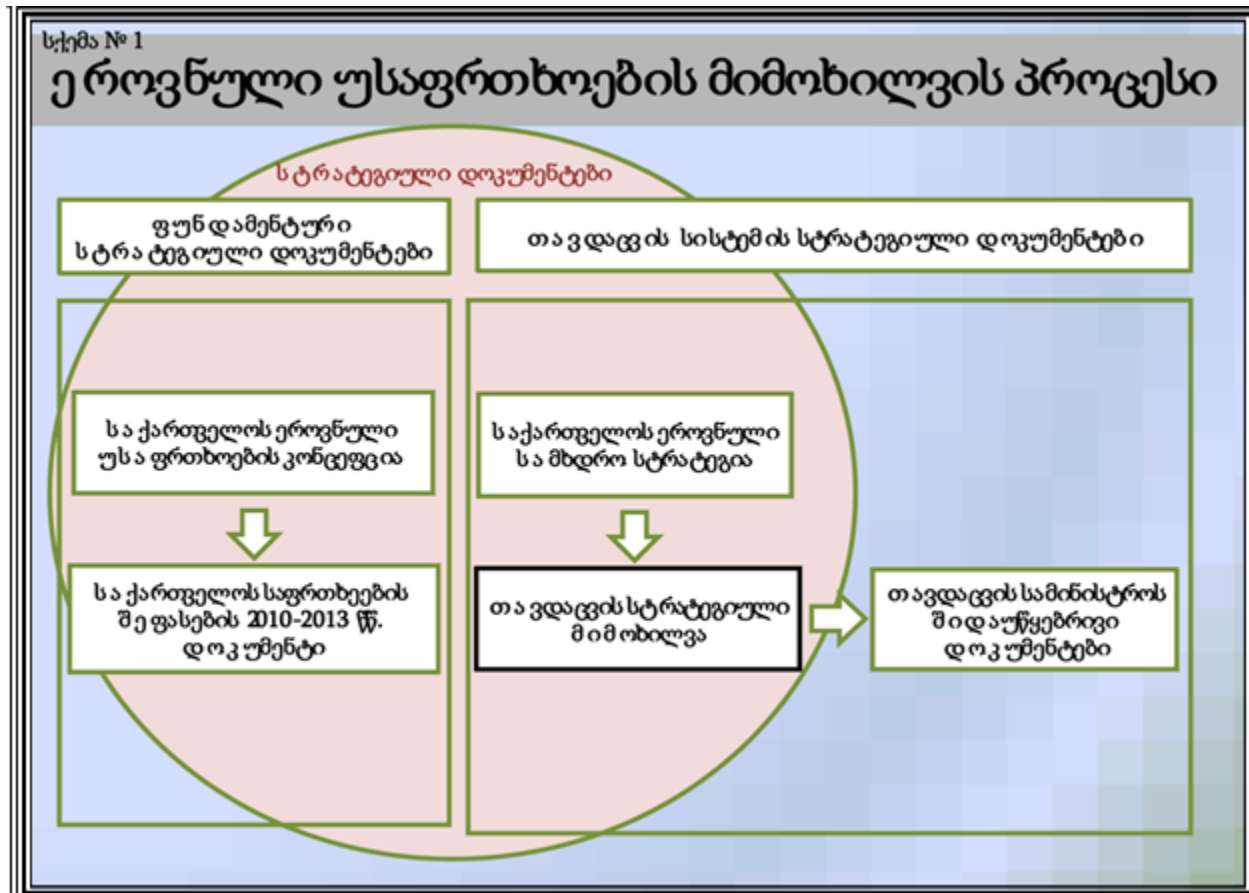 სქემა № 1
ეროვნული უსაფრთხოების მიმოხილვის პროცესი
სტრატეგიული დოკუმენტები
ფუნდამენტური
სტრატეგიული დოკუმენტები
თავდაცვის სისტემის სტრატეგიული დოკუმენტები
საქართველოს ეროვნული
უსაფრთხოების კონცეფცია
საქართველოს ეროვნული
სამხდრო სტრატეგია
საქართველოს საფრთხეების
შეფასების 2010-2013 წწ.
დოკუმენტი
თავდაცვის სტრატეგიული
მიმოხილვა
თავდაცვის სამინისტროს
შიდაუწყებრივი
დოკუმენტები